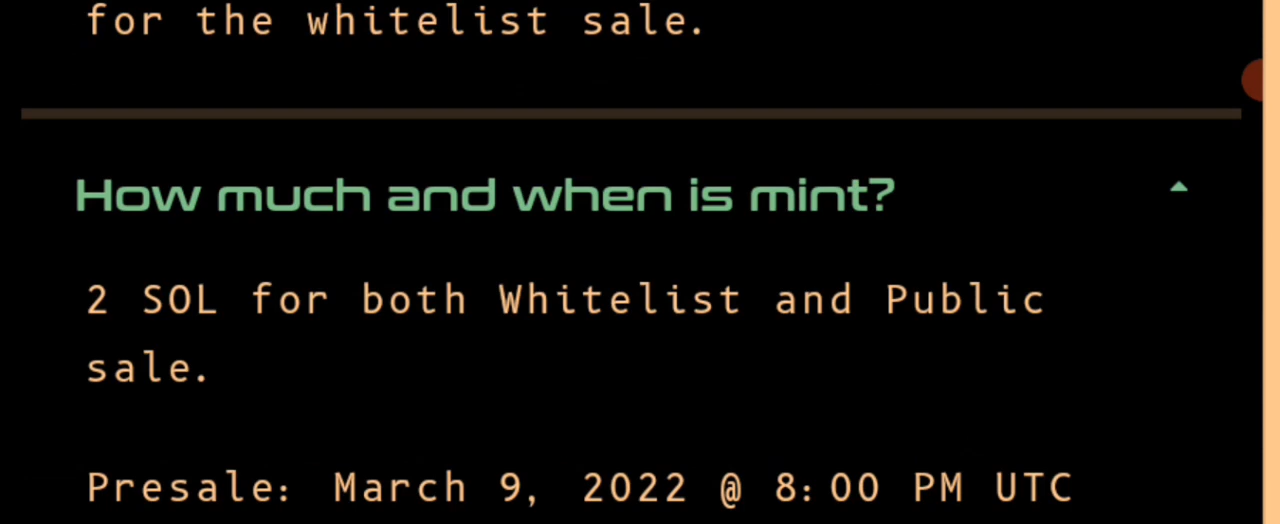 for the whitelist sale.
How much and when is mint?
2 SOL for both Whitelist and Public
sale.
Presale: March 9, 2022 @ 8:00 PM UTC